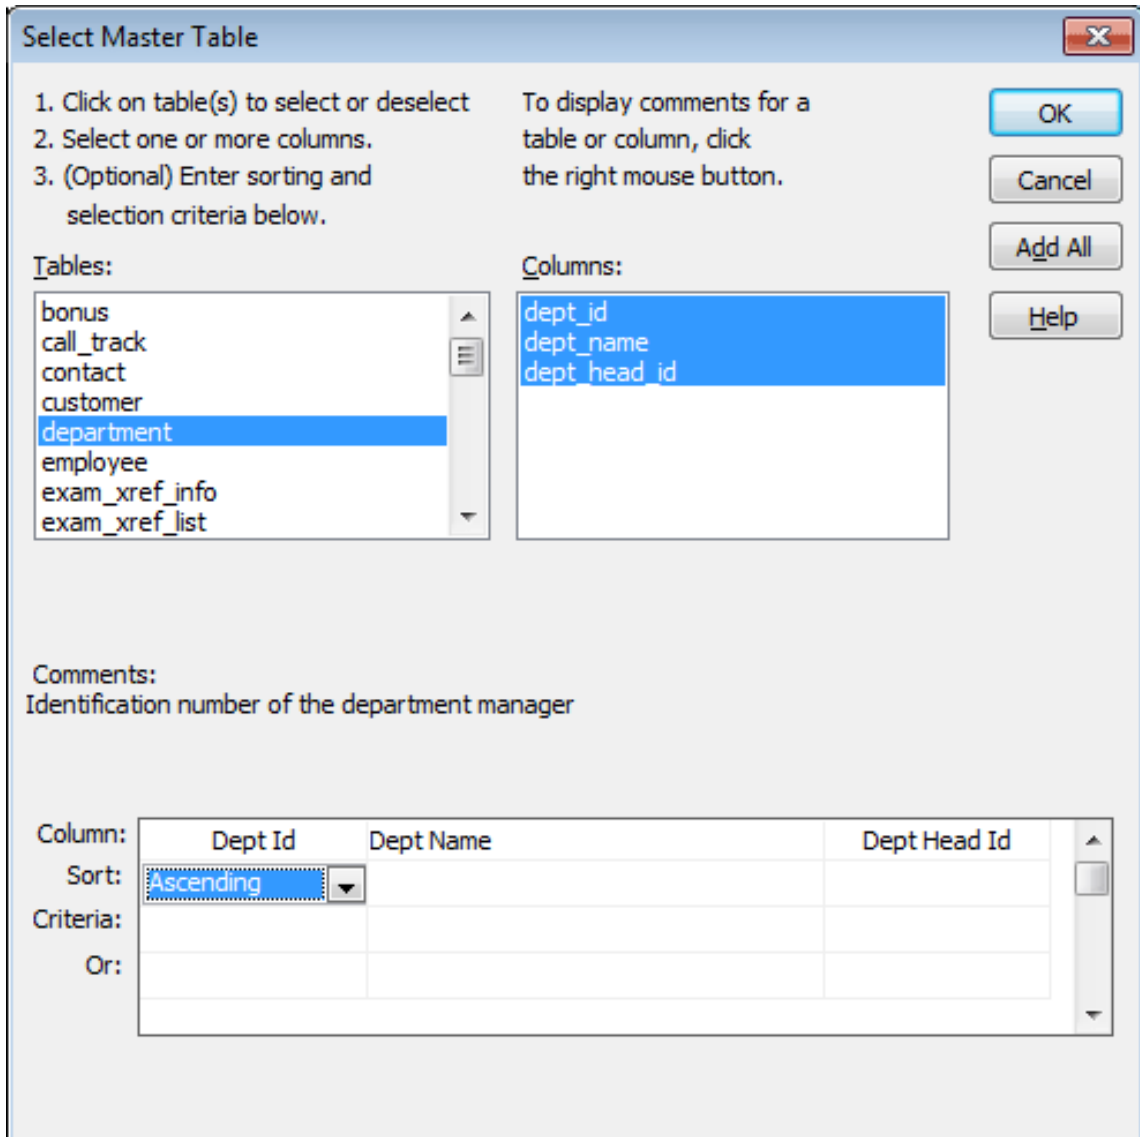 Select Master Table
1. Click on table(s) to select or deselect
2. Select one or more columns.
3. (Optional) Enter sorting and
selection criteria below.
To display comments for a
table or column, click
the right mouse button.
OK
Cancel
Add All
Help
Tables:
bonus
call_track
contact
customer
department
employee
exam_xref_info
exam_xref_list
Columns:
dept_id
dept_name
dept_head_id
Comments:
Identification number of the department manager
Column: Dept Id Dept Name Dept Head Id
Sort: Ascending
Criteria:
Or: